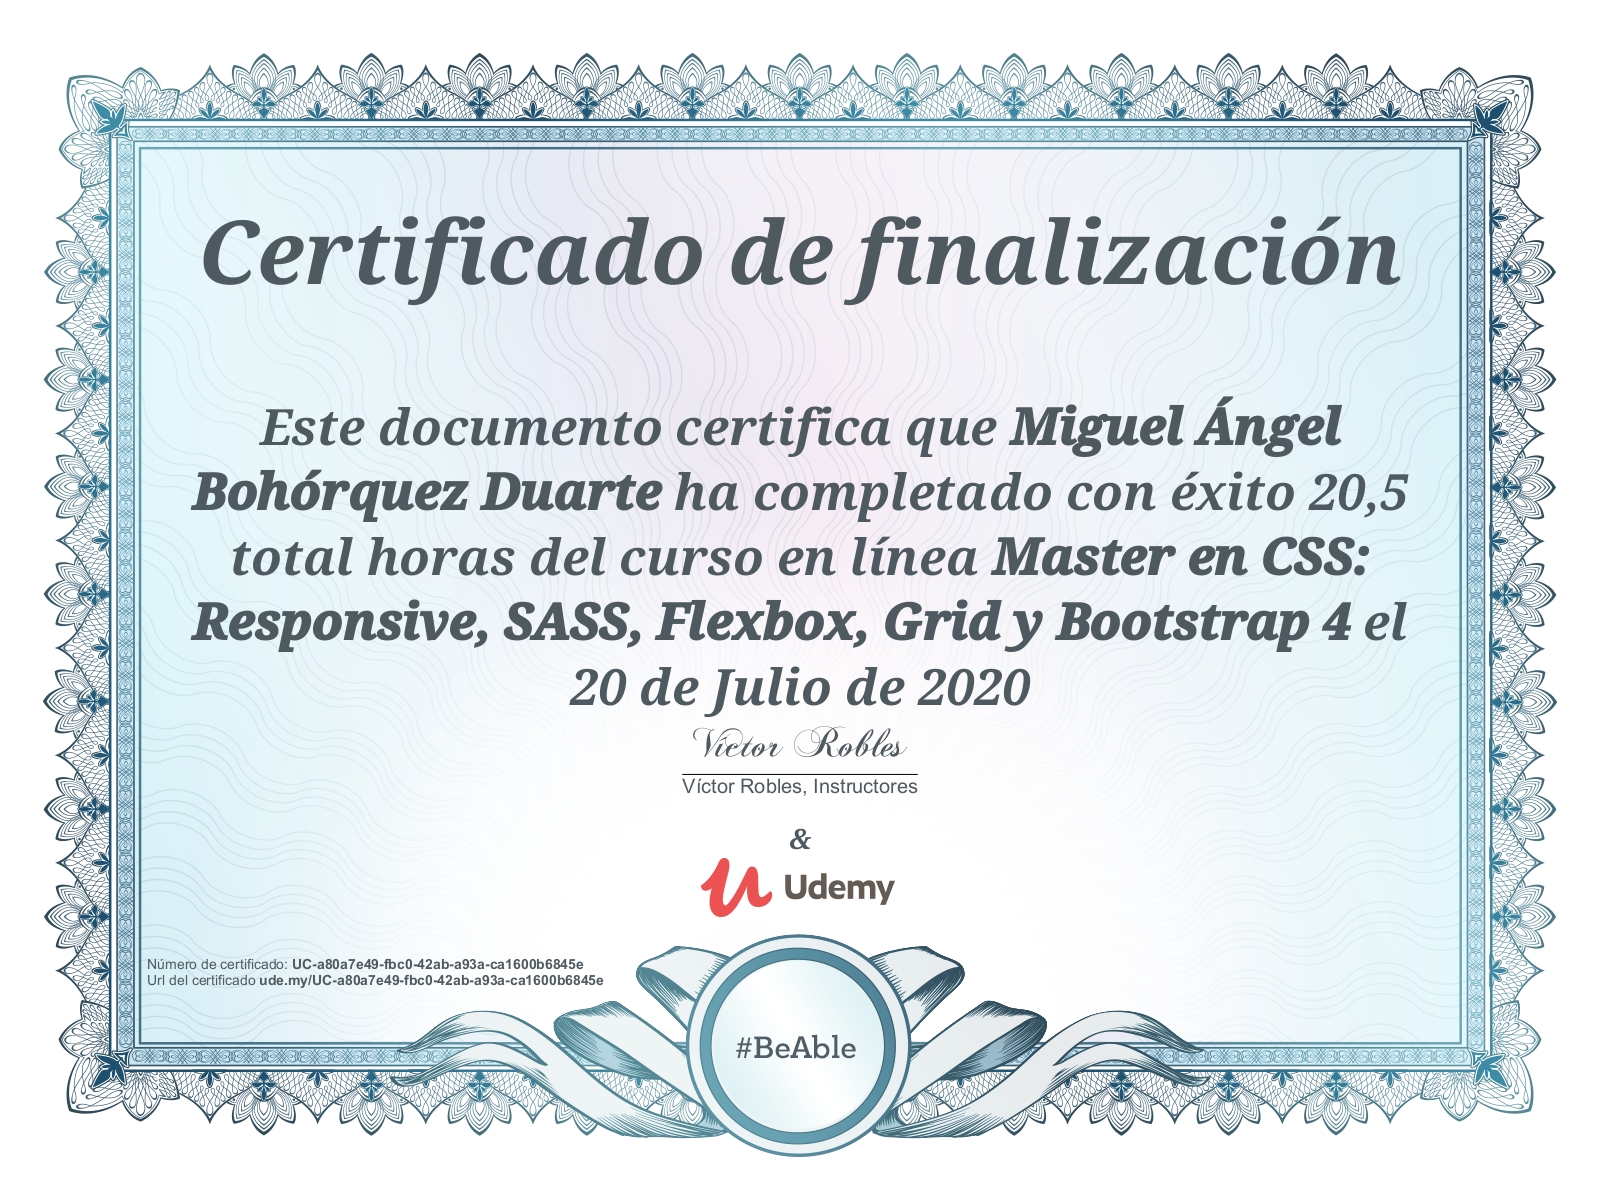 Certificado de finalización
Este documento certifica que Miguel Ángel
Bohórquez Duarte ha completado con éxito 20,5
total horas del curso en línea Master en CSS:
Responsive, SASS, Flexbox, Grid y Bootstrap 4 el
20 de Julio de 2020
Víctor Robles
Víctor Robles, Instructores
&
Udemy
Número de certificado: UC-a80a7e49-fbc0-42ab-a93a-ca1600b6845e
Url del certificado ude.my/UC-a80a7e49-fbc0-42ab-a93a-ca1600b6845e
#BeAble